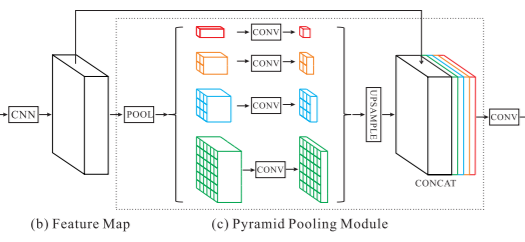 CNN
POOL
CONV
CONV
CONV
CONV
UPSAMPLE
CONCAT
CONV
(b) Feature Map
(c) Pyramid Pooling Module